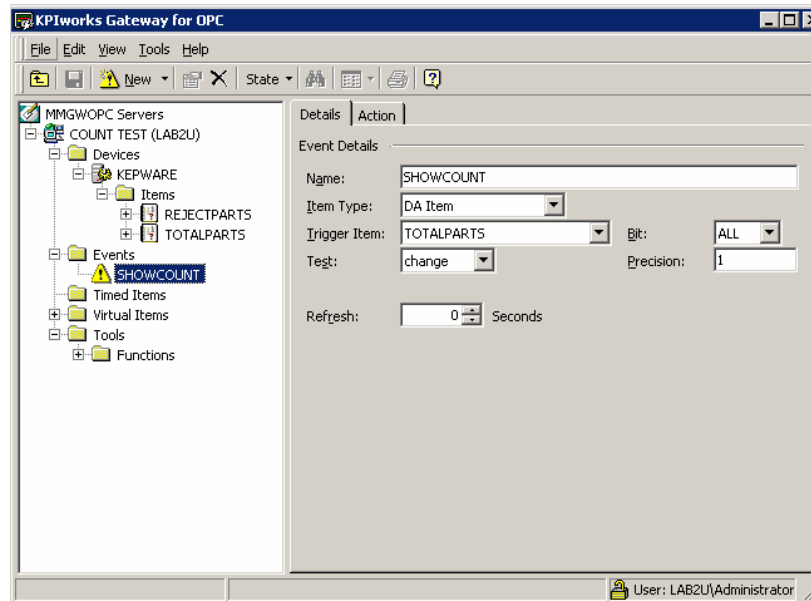 KPIworks Gateway for OPC
File Edit View Tools Help
New State
MMGWOPC Servers
COUNT TEST (LAB2U)
Devices
KEPWARE
Items
REJECTPARTS
TOTALPARTS
Events
SHOWCOUNT
Timed Items
Virtual Items
Tools
Functions
Details Action
Event Details
Name: SHOWCOUNT
Item Type: DA Item
Trigger Item: TOTALPARTS Bit: ALL
Test: change Precision: 1
Refresh: 0 Seconds
User: LAB2U\Administrator